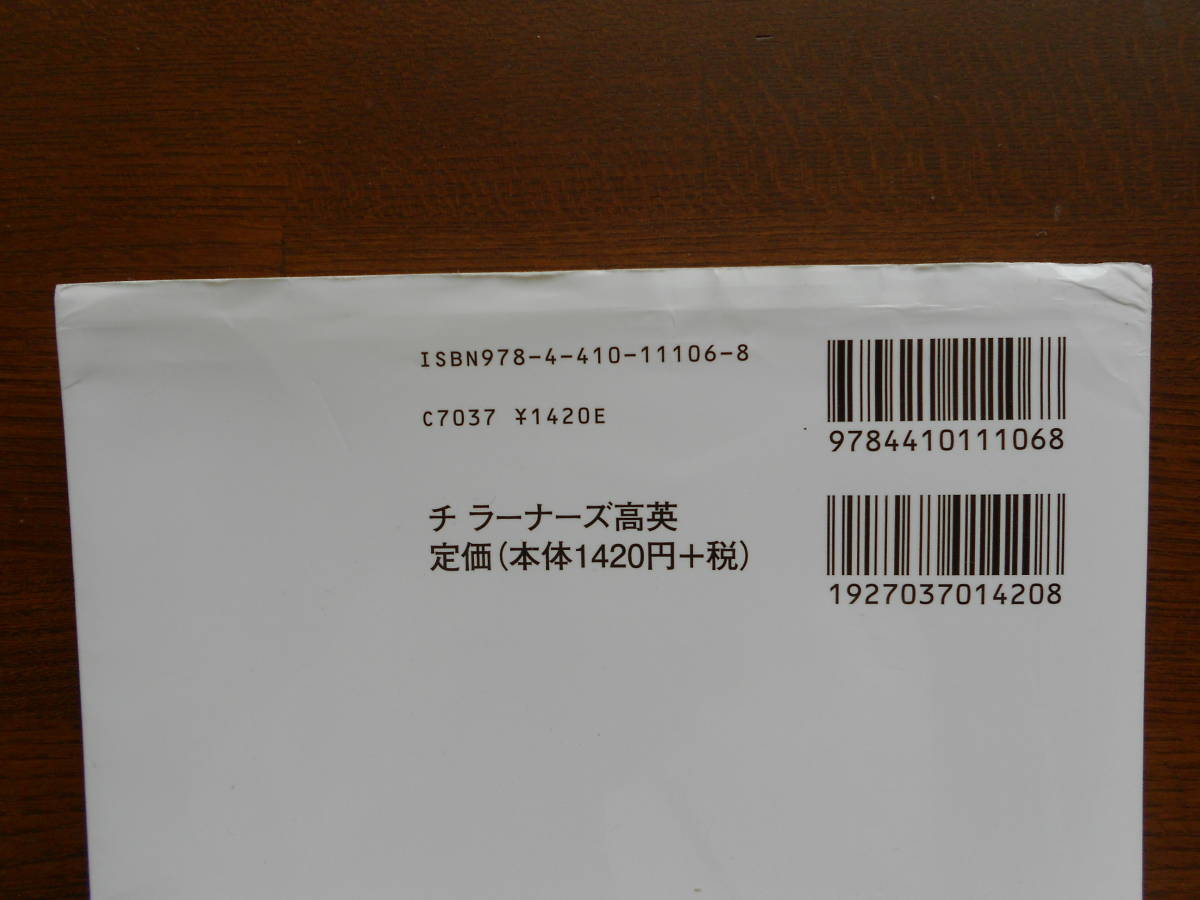 ISBN978-4-410-11106-8
C7037 ¥1420E
チ ラーナーズ高英
定価(本体1420円+税)
9784410111068
1927037014208